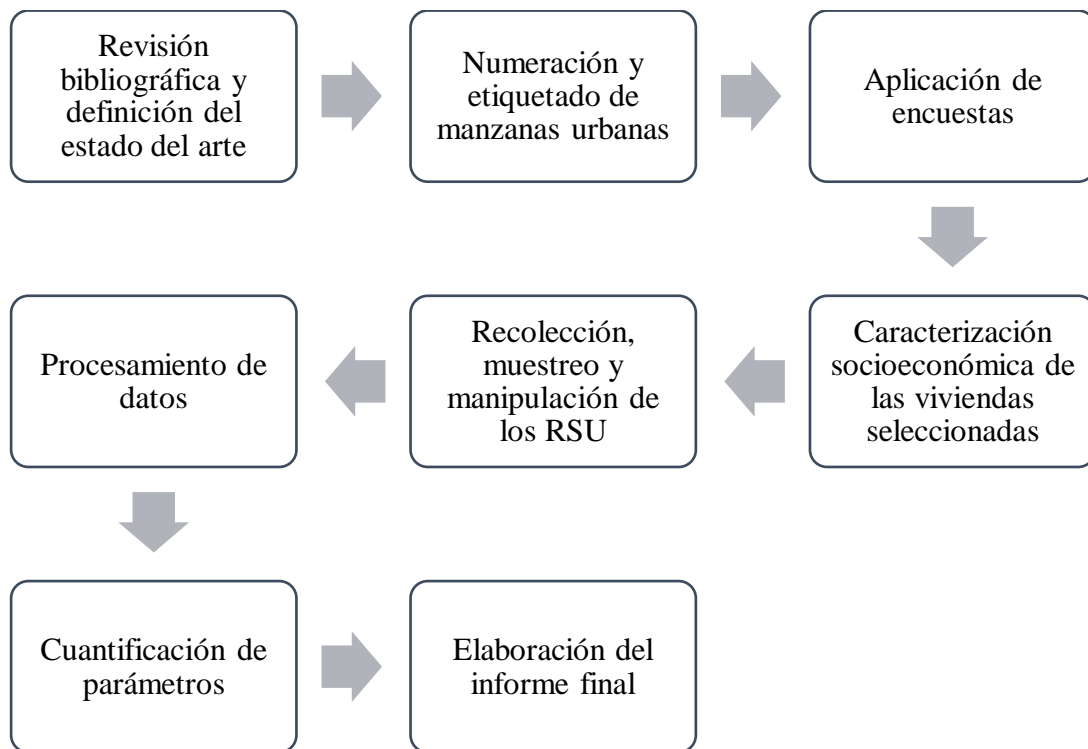 Revisión
bibliográfica y
definición del
estado del arte
Numeración y
etiquetado de
manzanas urbanas
Aplicación de
encuestas
Caracterización
socioeconómica de
las viviendas
seleccionadas
Recolección,
muestreo y
manipulación de
los RSU
Procesamiento de
datos
Cuantificación de
parámetros
Elaboración del
informe final